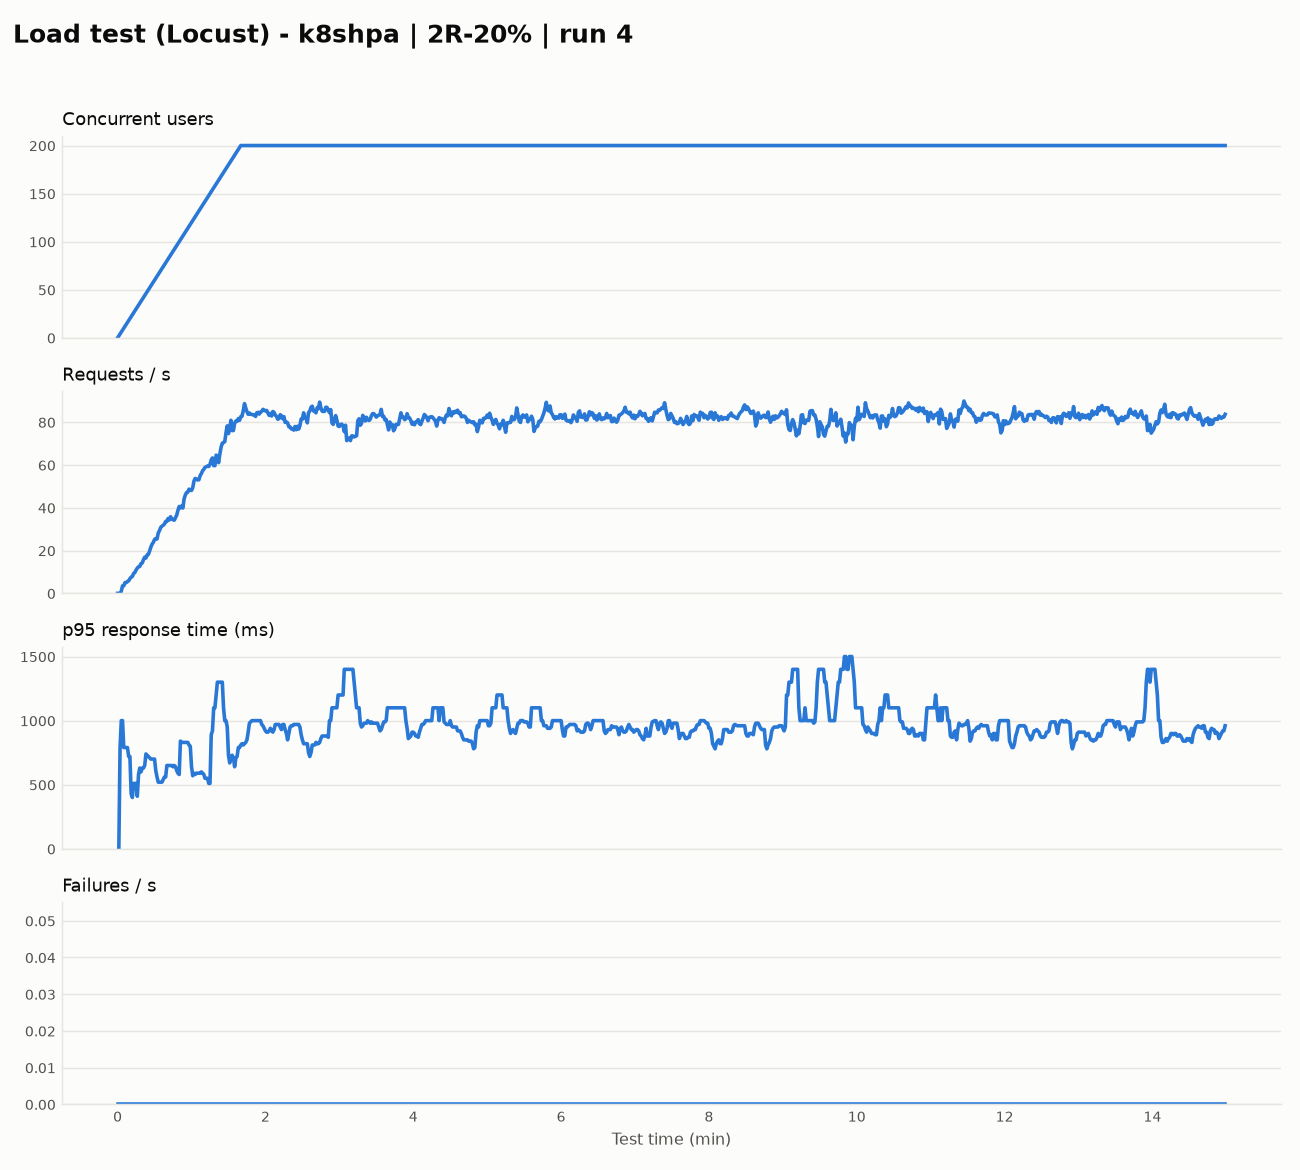 Load test (Locust) - k8shpa | 2R-20% | run 4
Concurrent users
200
150
100
50
0
Requests / s
80
60
40
20
0
p95 response time (ms)
1500
1000
500
0
Failures / s
0.05
0.04
0.03
0.02
0.01
0.00
0 2 4 6 8 10 12 14
Test time (min)